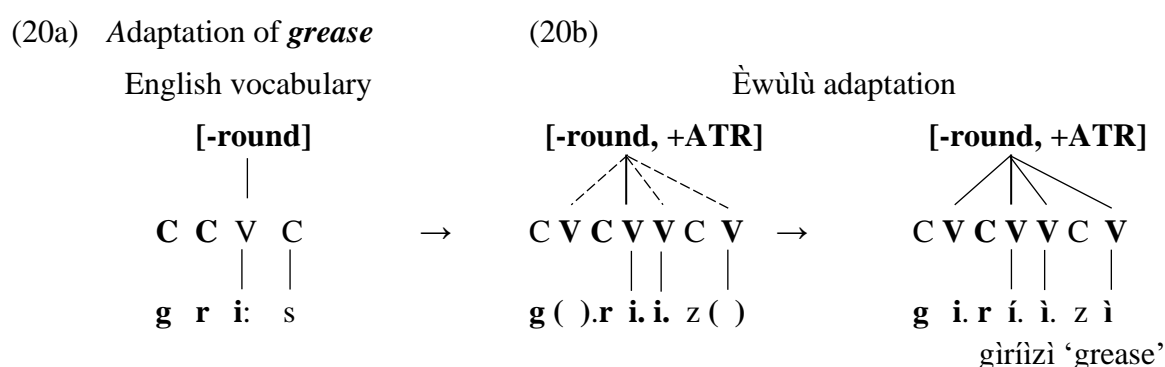 (20a) Adaptation of grease (20b)
English vocabulary Èwùlù adaptation
[-round] [-round, +ATR] [-round, +ATR]
C C V C → C V C V V C V → C V C V V C V
g r i: s g ( ).r i. i. z ( ) g i. r í. ì. z ì
gìríìzì ‘grease’